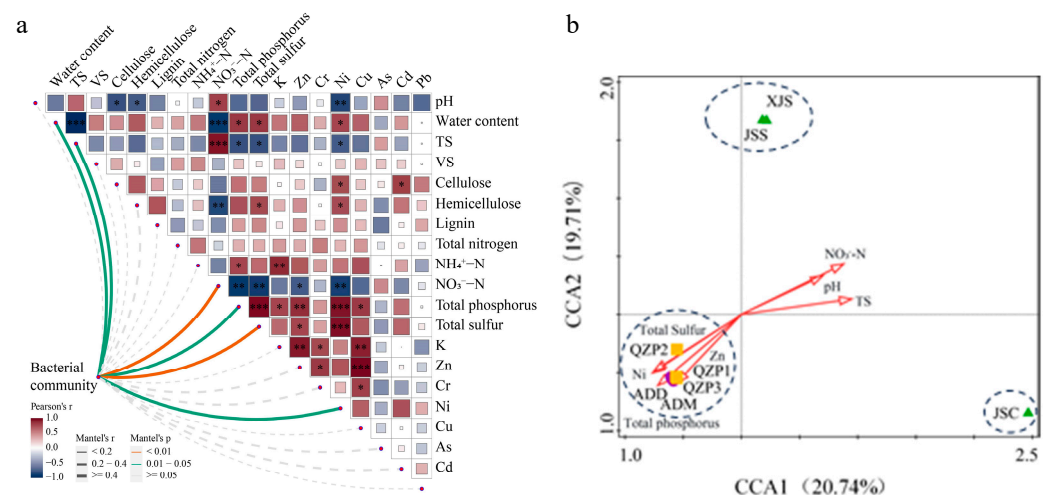 a
b
Water content
TS
VS
Cellulose
Hemicellulose
Lignin
Total nitrogen
NH₄⁺−N
NO₃⁻−N
Total phosphorus
Total sulfur
K
Zn
Cr
Ni
Cu
As
Cd
Pb
* * * ** pH
*** *** * * * Water content
*** * * * TS
VS
* * Cellulose
** * * Hemicellulose
Lignin
Total nitrogen
* ** NH₄⁺−N
** ** * ** NO₃⁻−N
*** * ** *** * Total phosphorus
* *** Total sulfur
** * ** K
* *** Zn
* Cr
Ni
Cu
As
Cd
Bacterial
community
Pearson's r
1.0
0.5
0.0
−0.5
−1.0
Mantel's r
< 0.2
0.2 − 0.4
>= 0.4
Mantel's p
< 0.01
0.01 − 0.05
>= 0.05
2.0
XJS
JSS
NO₃⁻-N
pH
TS
CCA2 (19.71%)
Total Sulfur
QZP2
Zn
Ni
QZP1
ADD
QZP3
ADM
Total phosphorus
JSC
1.0
1.0
2.5
CCA1 (20.74%)